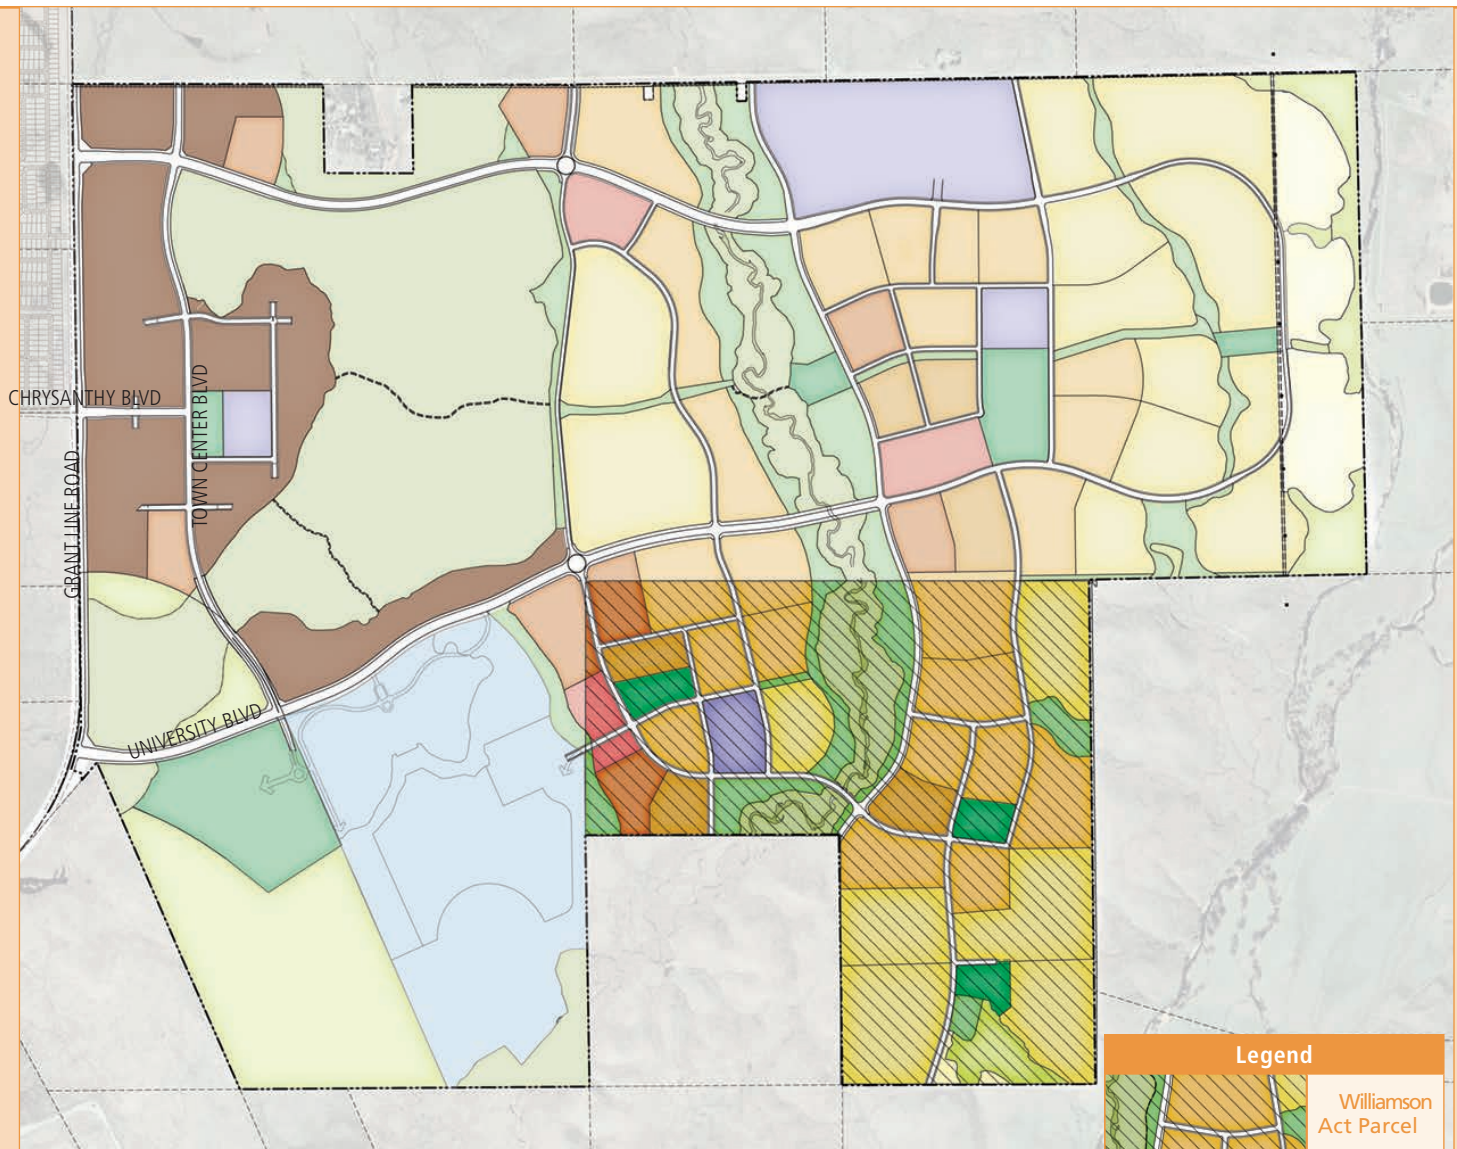 CHRYSANTHY BLVD
TOWN CENTER BLVD
GRANT LINE ROAD
UNIVERSITY BLVD
Legend
Williamson
Act Parcel